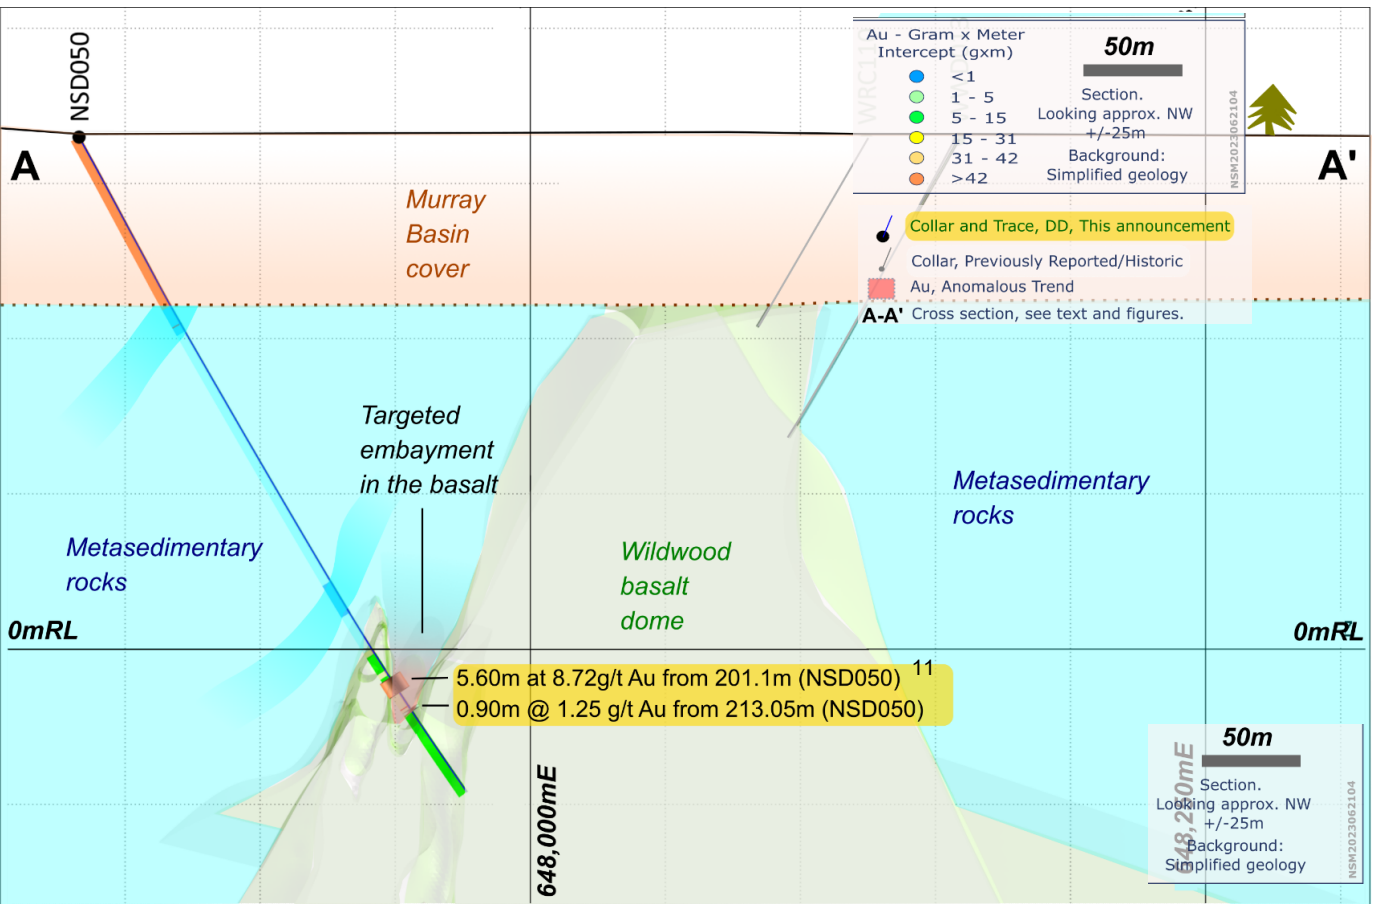 NSD050
Au - Gram x Meter
Intercept (gxm)
<1
1 - 5
5 - 15
15 - 31
31 - 42
>42
50m
Section.
Looking approx. NW
+/-25m
Background:
Simplified geology
NSM2023062104
A
A'
Murray
Basin
cover
Collar and Trace, DD, This announcement
Collar, Previously Reported/Historic
Au, Anomalous Trend
A-A' Cross section, see text and figures.
Targeted
embayment
in the basalt
Metasedimentary
rocks
Metasedimentary
rocks
Wildwood
basalt
dome
0mRL
0mRL
5.60m at 8.72g/t Au from 201.1m (NSD050) 11
0.90m @ 1.25 g/t Au from 213.05m (NSD050)
648,000mE
648,250mE
50m
Section.
Looking approx. NW
+/-25m
Background:
Simplified geology
NSM2023062104